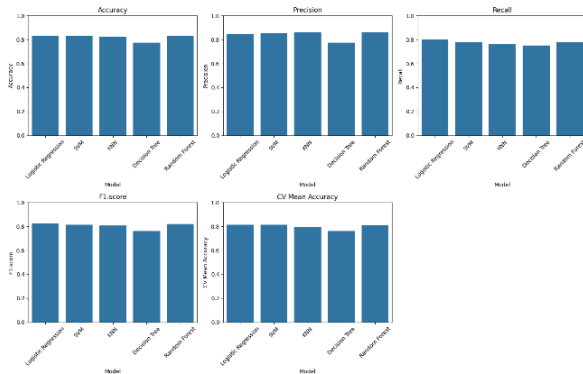 Accuracy
Precision
Recall
1.0
0.8
0.6
0.4
0.2
0.0
Accuracy
1.0
0.8
0.6
0.4
0.2
0.0
Precision
1.0
0.8
0.6
0.4
0.2
0.0
Recall
Logistic Regression
SVM
KNN
Decision Tree
Random Forest
Logistic Regression
SVM
KNN
Decision Tree
Random Forest
Logistic Regression
SVM
KNN
Decision Tree
Random Forest
Model
Model
Model
F1-score
CV Mean Accuracy
1.0
0.8
0.6
0.4
0.2
0.0
F1-score
1.0
0.8
0.6
0.4
0.2
0.0
CV Mean Accuracy
Logistic Regression
SVM
KNN
Decision Tree
Random Forest
Logistic Regression
SVM
KNN
Decision Tree
Random Forest
Model
Model